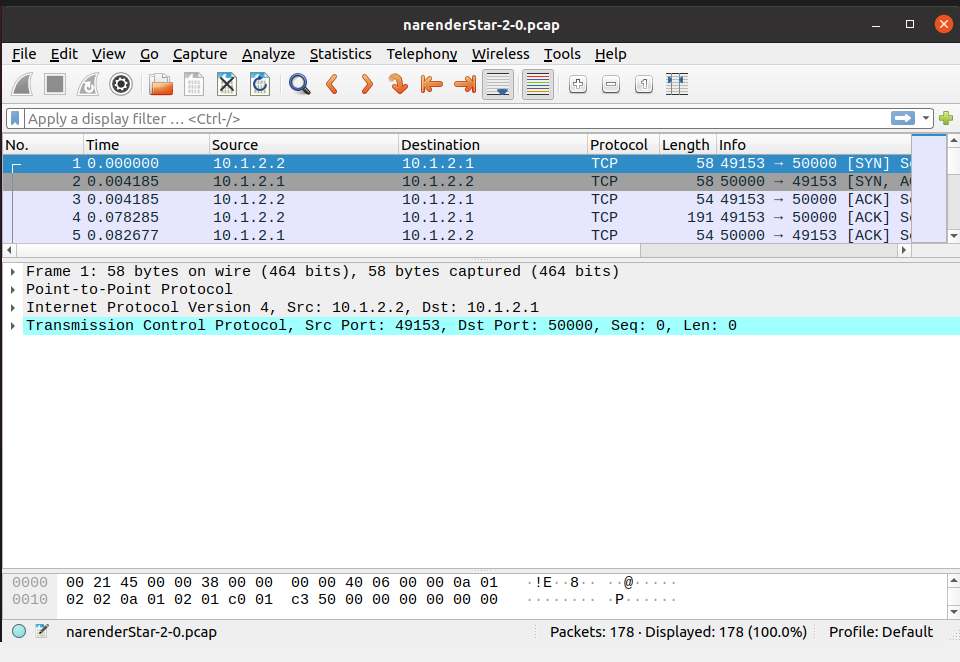 narenderStar-2-0.pcap
File Edit View Go Capture Analyze Statistics Telephony Wireless Tools Help
Apply a display filter … <Ctrl-/>
No. Time Source Destination Protocol Length Info
1 0.000000 10.1.2.2 10.1.2.1 TCP 58 49153 → 50000 [SYN] S
2 0.004185 10.1.2.1 10.1.2.2 TCP 58 50000 → 49153 [SYN, A
3 0.004185 10.1.2.2 10.1.2.1 TCP 54 49153 → 50000 [ACK] S
4 0.078285 10.1.2.2 10.1.2.1 TCP 191 49153 → 50000 [ACK] S
5 0.082677 10.1.2.1 10.1.2.2 TCP 54 50000 → 49153 [ACK] S
Frame 1: 58 bytes on wire (464 bits), 58 bytes captured (464 bits)
Point-to-Point Protocol
Internet Protocol Version 4, Src: 10.1.2.2, Dst: 10.1.2.1
Transmission Control Protocol, Src Port: 49153, Dst Port: 50000, Seq: 0, Len: 0
0000 00 21 45 00 00 38 00 00 00 00 40 06 00 00 0a 01 ·!E··8·· ··@·····
0010 02 02 0a 01 02 01 c0 01 c3 50 00 00 00 00 00 00 ········ ·P······
narenderStar-2-0.pcap Packets: 178 · Displayed: 178 (100.0%) Profile: Default